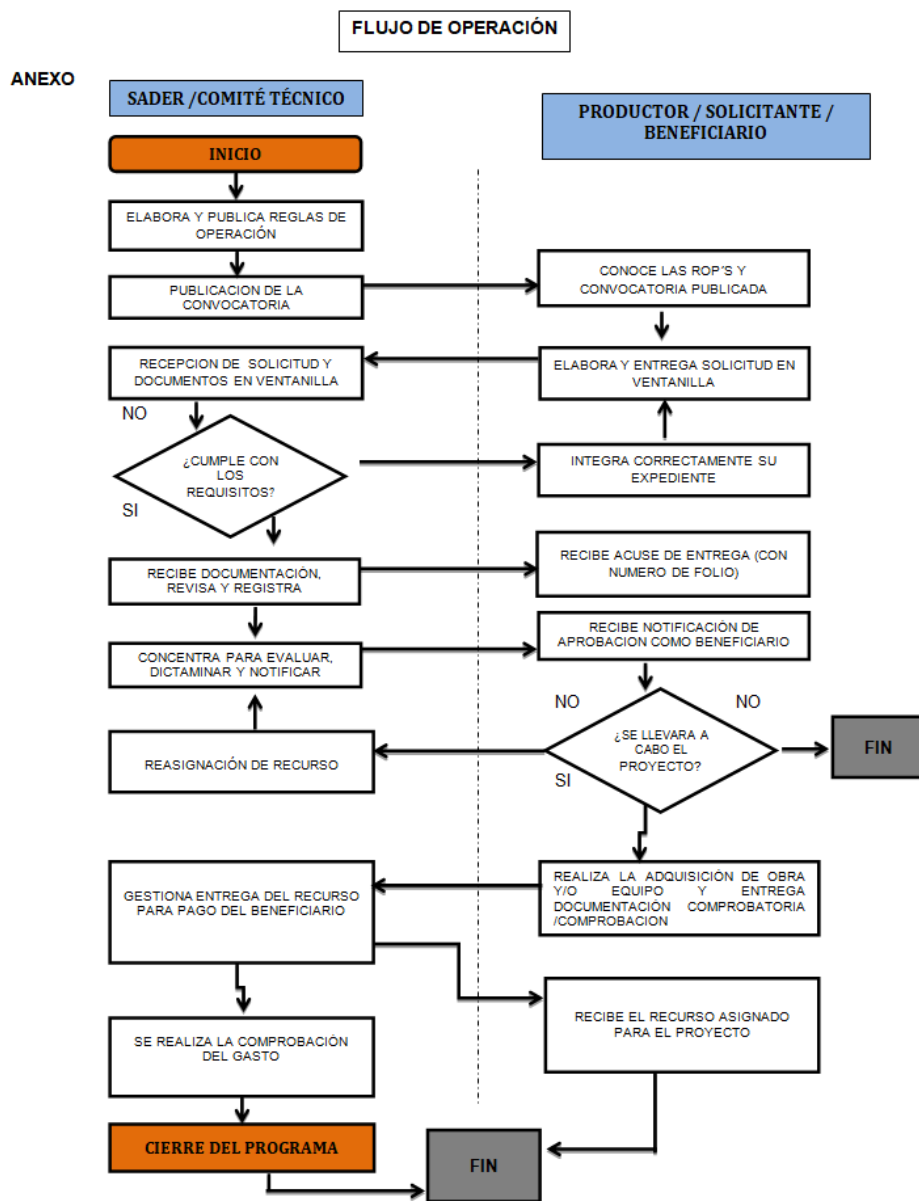 FLUJO DE OPERACIÓN
ANEXO
SADER /COMITÉ TÉCNICO
PRODUCTOR / SOLICITANTE /
BENEFICIARIO
INICIO
ELABORA Y PUBLICA REGLAS DE
OPERACIÓN
PUBLICACION DE LA
CONVOCATORIA
CONOCE LAS ROP´S Y
CONVOCATORIA PUBLICADA
RECEPCION DE SOLICITUD Y
DOCUMENTOS EN VENTANILLA
ELABORA Y ENTREGA SOLICITUD EN
VENTANILLA
NO
¿CUMPLE CON
LOS
REQUISITOS?
SI
INTEGRA CORRECTAMENTE SU
EXPEDIENTE
RECIBE DOCUMENTACIÓN,
REVISA Y REGISTRA
RECIBE ACUSE DE ENTREGA (CON
NUMERO DE FOLIO)
CONCENTRA PARA EVALUAR,
DICTAMINAR Y NOTIFICAR
RECIBE NOTIFICACIÓN DE
APROBACION COMO BENEFICIARIO
NO
NO
¿SE LLEVARA A
CABO EL
PROYECTO?
SI
FIN
REASIGNACIÓN DE RECURSO
GESTIONA ENTREGA DEL RECURSO
PARA PAGO DEL BENEFICIARIO
REALIZA LA ADQUISICIÓN DE OBRA
Y/O EQUIPO Y ENTREGA
DOCUMENTACIÓN COMPROBATORIA
/COMPROBACION
RECIBE EL RECURSO ASIGNADO
PARA EL PROYECTO
SE REALIZA LA COMPROBACIÓN
DEL GASTO
CIERRE DEL PROGRAMA
FIN